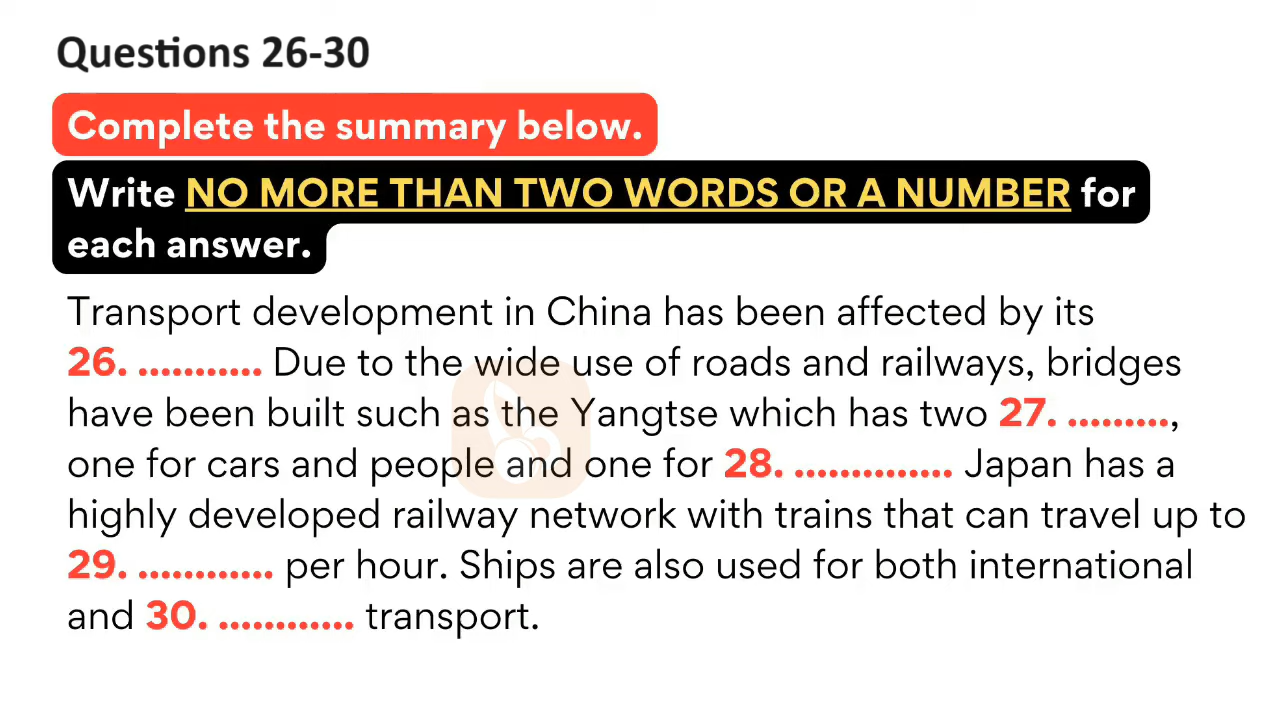 Questions 26-30
Complete the summary below.
Write NO MORE THAN TWO WORDS OR A NUMBER for
each answer.
Transport development in China has been affected by its
26. ........... Due to the wide use of roads and railways, bridges
have been built such as the Yangtse which has two 27. .........,
one for cars and people and one for 28. .............. Japan has a
highly developed railway network with trains that can travel up to
29. ............ per hour. Ships are also used for both international
and 30. ............ transport.